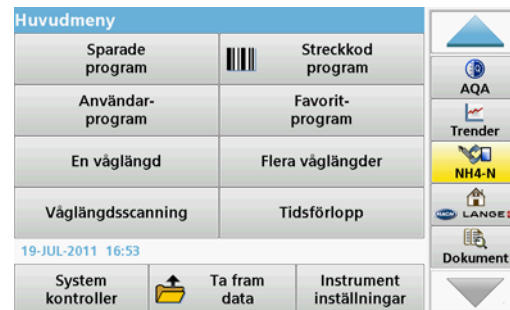 Huvudmeny
Sparade
program
Streckkod
program
Användar-
program
Favorit-
program
En våglängd
Flera våglängder
Våglängdsscanning
Tidsförlopp
19-JUL-2011 16:53
System
kontroller
Ta fram
data
Instrument
inställningar
AQA
Trender
NH4-N
HACH LANGE
Dokument